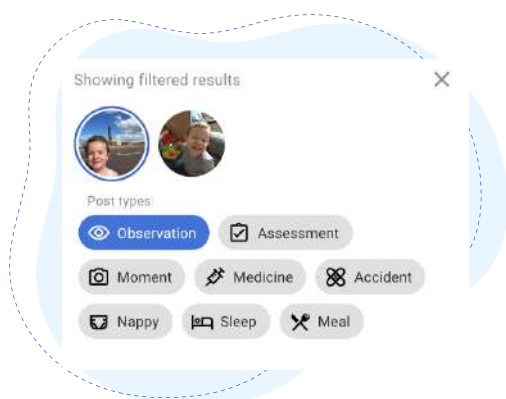 Showing filtered results
Post types
Observation Assessment
Moment Medicine Accident
Nappy Sleep Meal